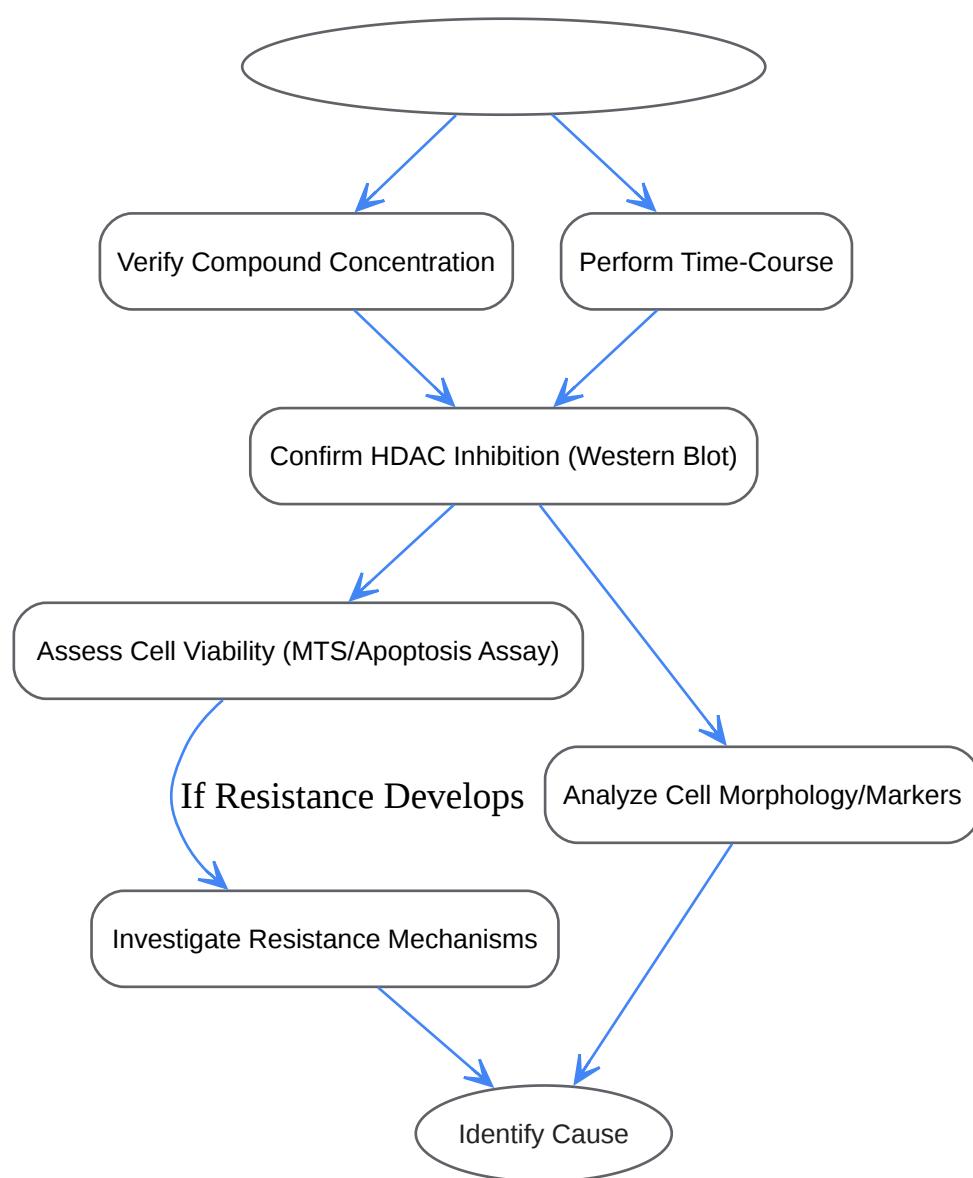 Verify Compound Concentration
Perform Time-Course
Confirm HDAC Inhibition (Western Blot)
Assess Cell Viability (MTS/Apoptosis Assay)
If Resistance Develops
Analyze Cell Morphology/Markers
Investigate Resistance Mechanisms
Identify Cause